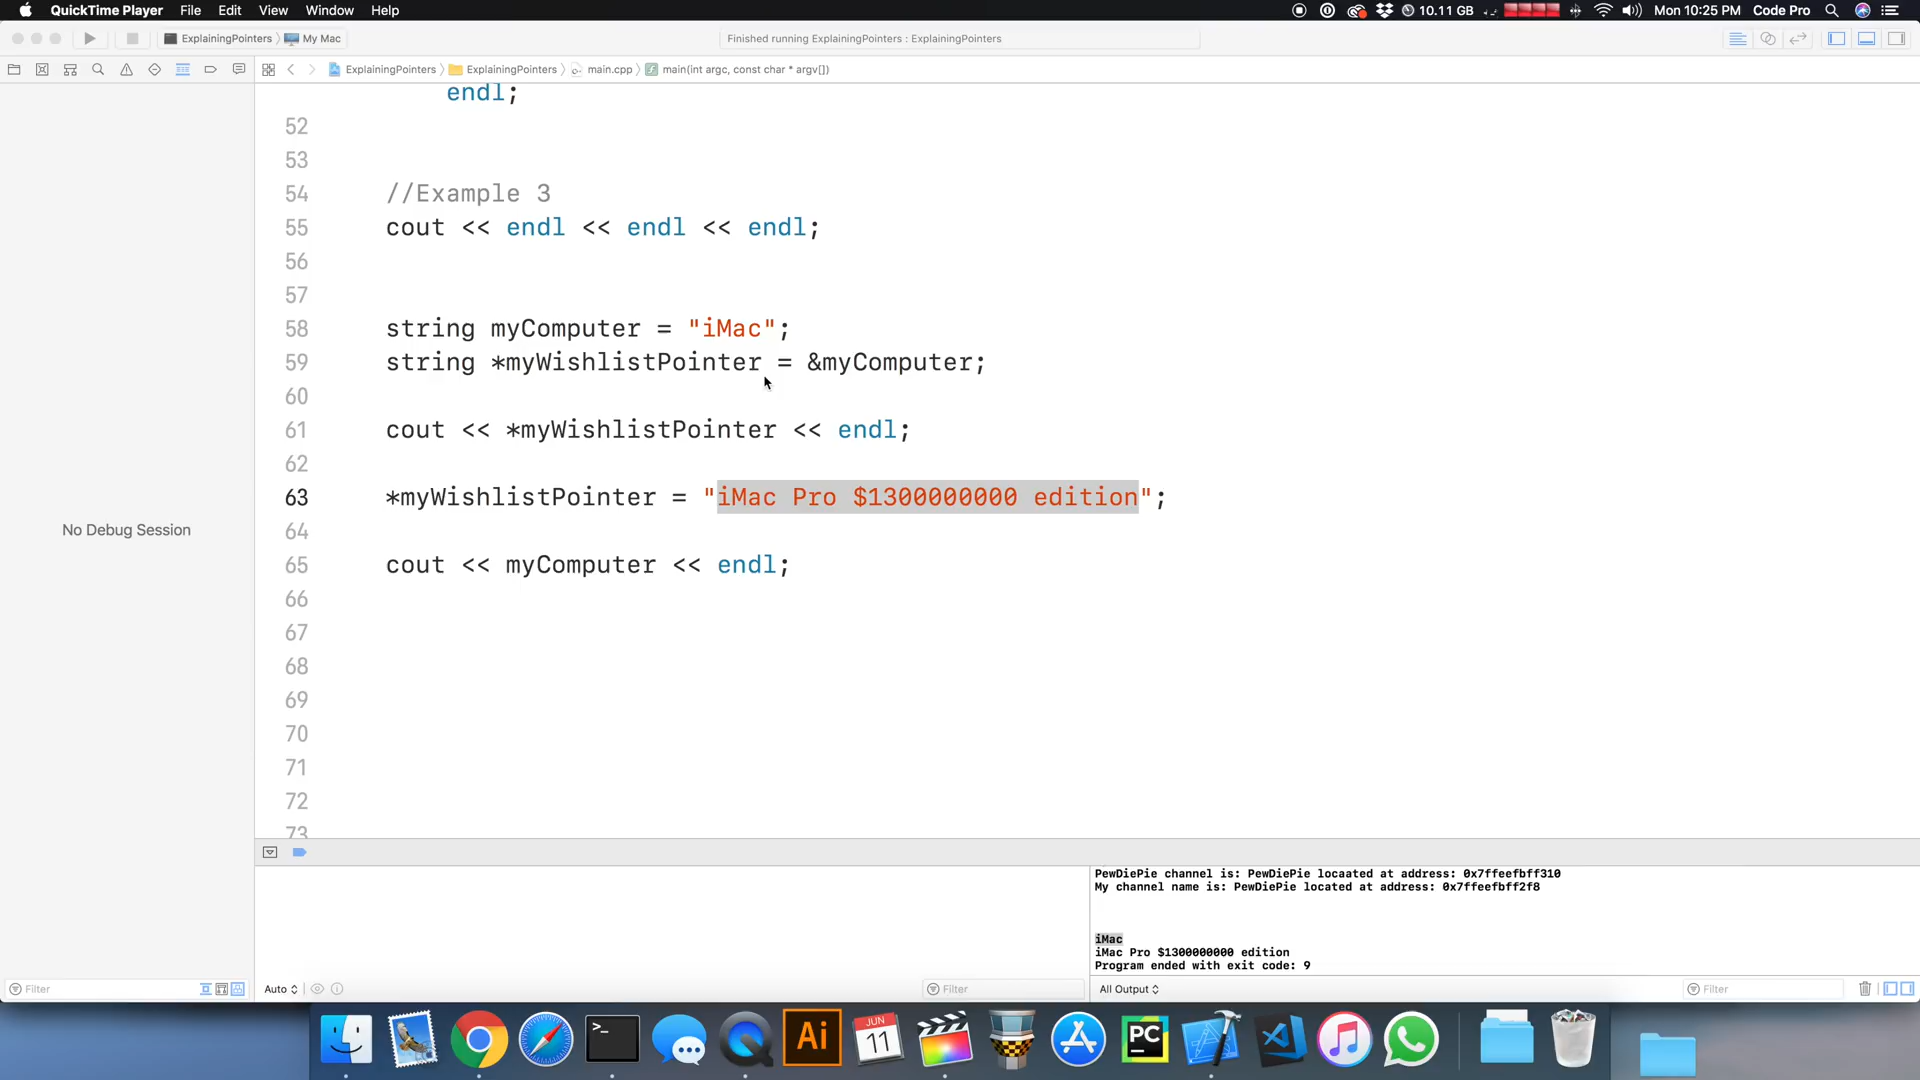 QuickTime Player File Edit View Window Help 10.11 GB Mon 10:25 PM Code Pro
ExplainingPointers My Mac Finished running ExplainingPointers : ExplainingPointers
ExplainingPointers ExplainingPointers main.cpp main(int argc, const char * argv[])
endl;
52
53
54 //Example 3
55 cout << endl << endl << endl;
56
57
58 string myComputer = "iMac";
59 string *myWishlistPointer = &myComputer;
60
61 cout << *myWishlistPointer << endl;
62
63 *myWishlistPointer = "iMac Pro $1300000000 edition";
64
65 cout << myComputer << endl;
66
67
68
69
70
71
72
73
No Debug Session
PewDiePie channel is: PewDiePie locaated at address: 0x7ffeefbff310
My channel name is: PewDiePie located at address: 0x7ffeefbff2f8
iMac
iMac Pro $1300000000 edition
Program ended with exit code: 9
Filter Auto Filter All Output Filter
>_ Ai JUN 11 PC